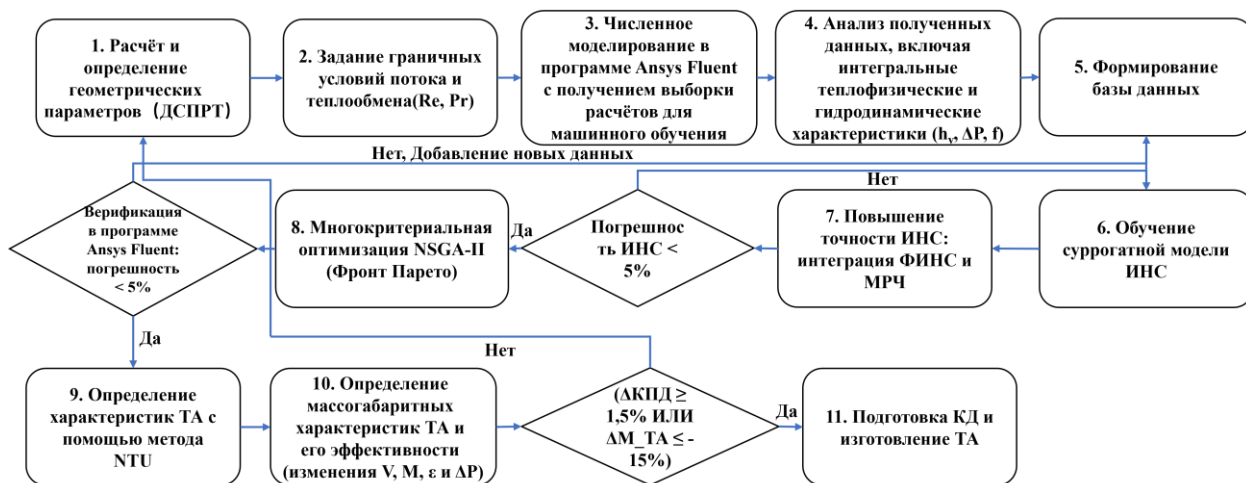 1. Расчёт и
определение
геометрических
параметров (ДСПРТ)
2. Задание граничных
условий потока и
теплообмена(Re, Pr)
3. Численное
моделирование в
программе Ansys Fluent
с получением выборки
расчётов для
машинного обучения
4. Анализ полученных
данных, включая
интегральные
теплофизические и
гидродинамические
характеристики (hᵥ, ΔP, f)
5. Формирование
базы данных
Нет, Добавление новых данных
Нет
Верификация
в программе
Ansys Fluent:
погрешность
< 5%
8. Многокритериальная
оптимизация NSGA-II
(Фронт Парето)
Да
Погрешнос
ть ИНС <
5%
7. Повышение
точности ИНС:
интеграция ФИНС и
МРЧ
6. Обучение
суррогатной модели
ИНС
Да
Нет
9. Определение
характеристик ТА с
помощью метода
NTU
10. Определение
массогабаритных
характеристик ТА и
его эффективности
(изменения V, M, ε и ΔP)
(ΔКПД ≥
1,5% ИЛИ
ΔM_TA ≤ -
15%)
Да
11. Подготовка КД и
изготовление ТА